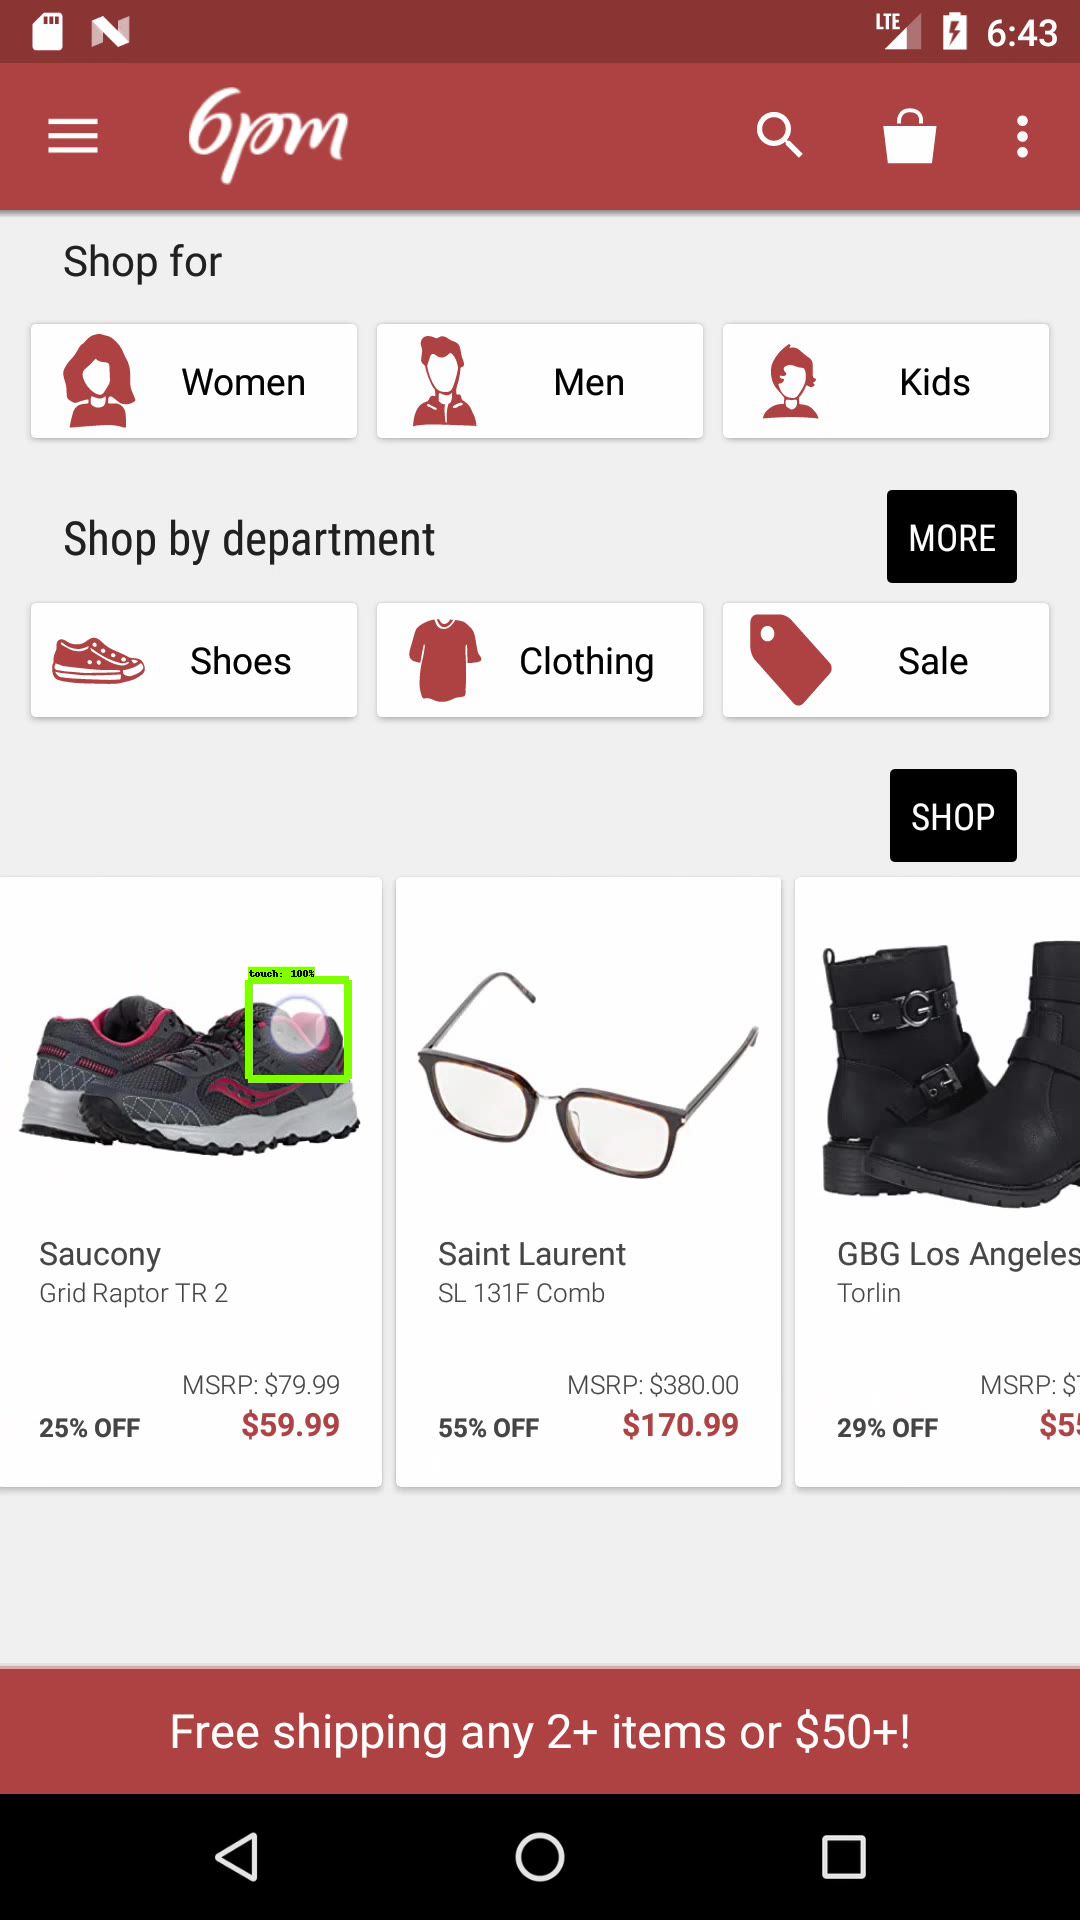 LTE 6:43
6pm
Shop for
Women Men Kids
Shop by department MORE
Shoes Clothing Sale
SHOP
touch: 100%
Saucony
Grid Raptor TR 2
MSRP: $79.99
25% OFF $59.99
Saint Laurent
SL 131F Comb
MSRP: $380.00
55% OFF $170.99
GBG Los Angeles
Torlin
MSRP:
29% OFF
Free shipping any 2+ items or $50+!